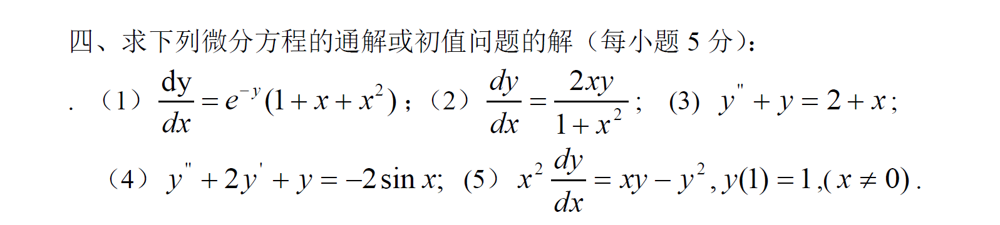 四、求下列微分方程的通解或初值问题的解（每小题 5 分）：
. （1）$\frac{\mathrm{dy}}{dx}=e^{-y}(1+x+x^2)$；（2）$\frac{dy}{dx}=\frac{2xy}{1+x^2}$; (3) $y^{"}+y=2+x$;
（4）$y^{"}+2y^{'}+y=-2\sin x$; (5）$x^2\frac{dy}{dx}=xy-y^2,y(1)=1$,($x\neq 0$).